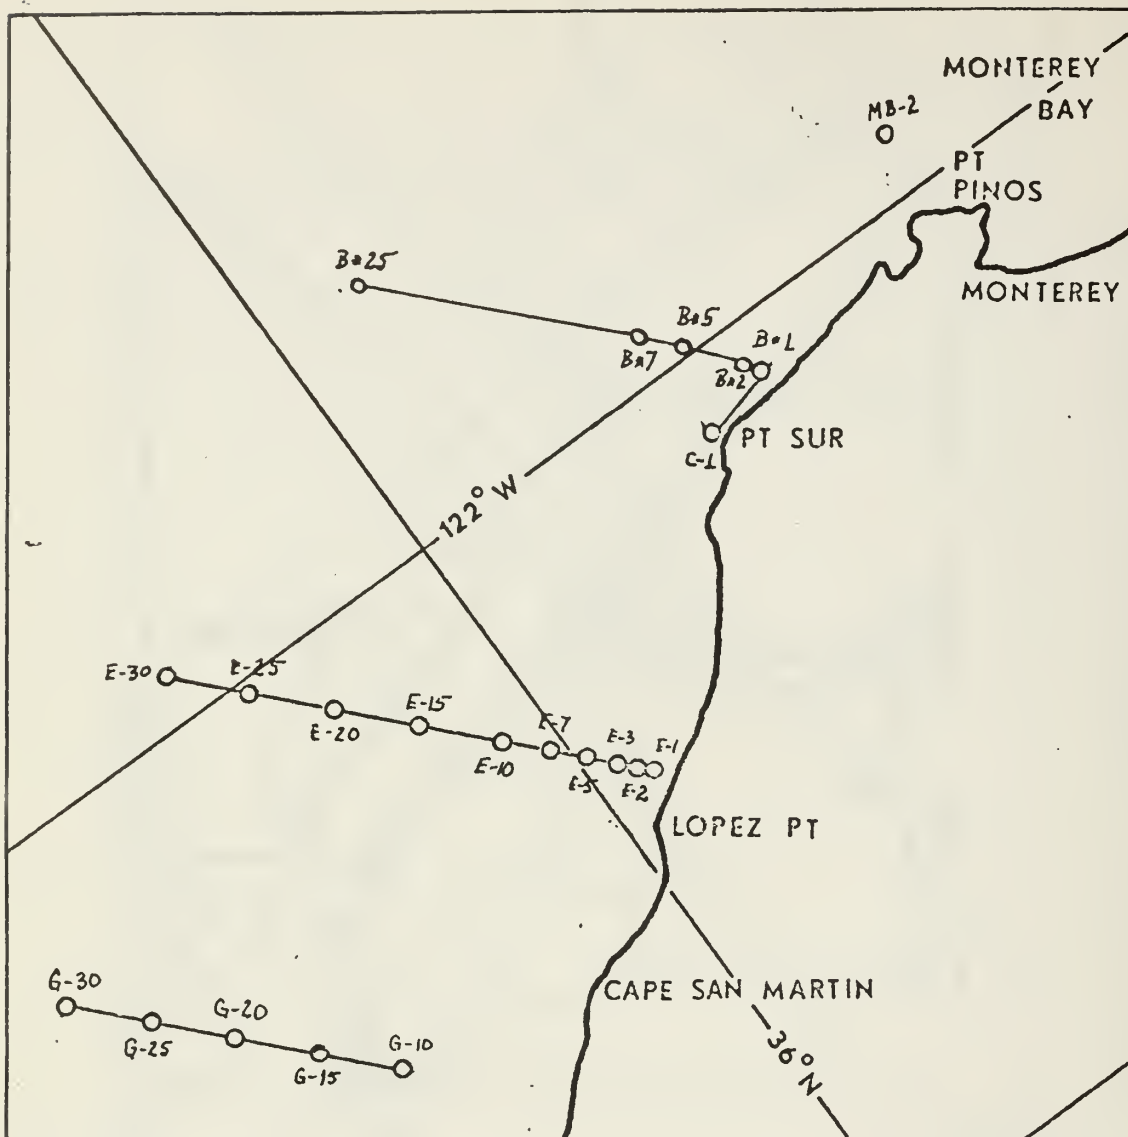 MONTEREY
BAY
MB-2
PT
PINOS
B•25
MONTEREY
B•5
B•1
B•7
B•2
PT SUR
C-1
122° W
E-30
E-25
E-15
E-20
E-7
E-3
E-1
E-10
E-5
E-2
LOPEZ PT
G-30
CAPE SAN MARTIN
G-20
G-25
G-10
G-15
36° N